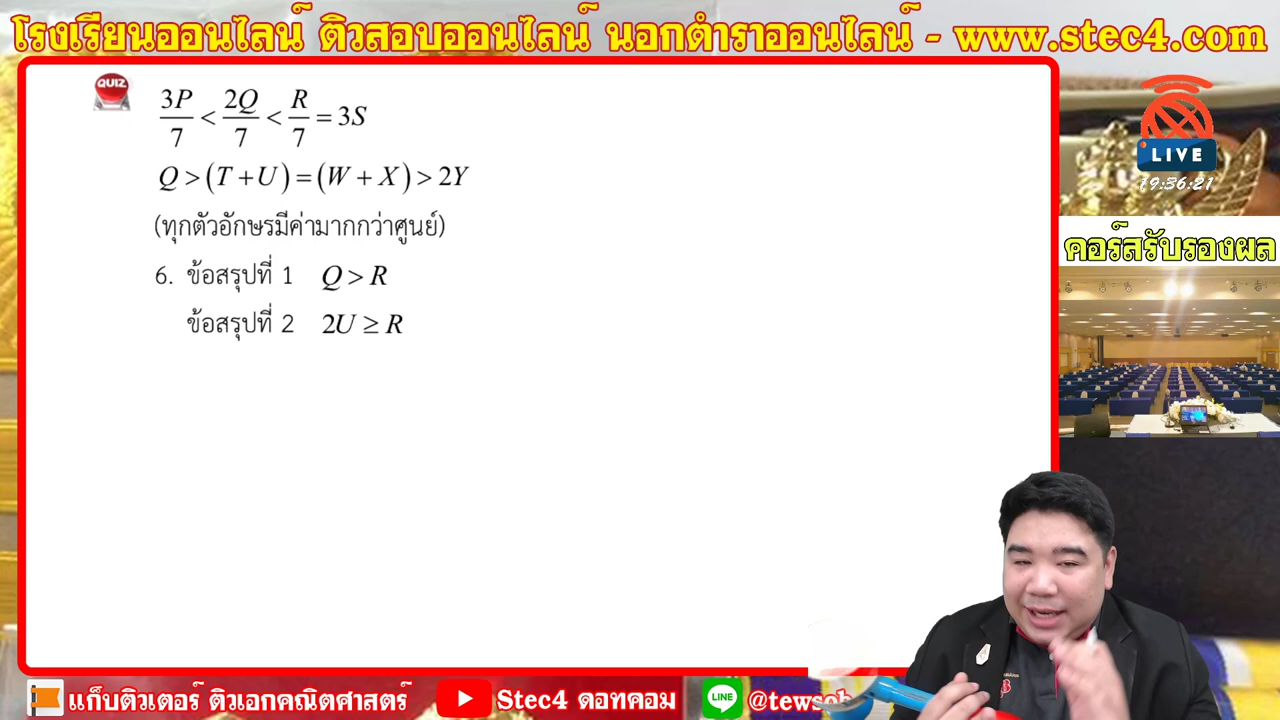 โรงเรียนออนไลน์ ติวสอบออนไลน์ นอกตำราออนไลน์ - www.stec4.com
QUIZ
3P/7 < 2Q/7 < R/7 = 3S
Q > (T + U) = (W + X) > 2Y
(ทุกตัวอักษรมีค่ามากกว่าศูนย์)
6. ข้อสรุปที่ 1 Q > R
ข้อสรุปที่ 2 2U ≥ R
LIVE
19:36:21
คอร์สรับรองผล
แก็บติวเตอร์ ติวเอกคณิตศาสตร์
Stec4 ดอทคอม
LINE